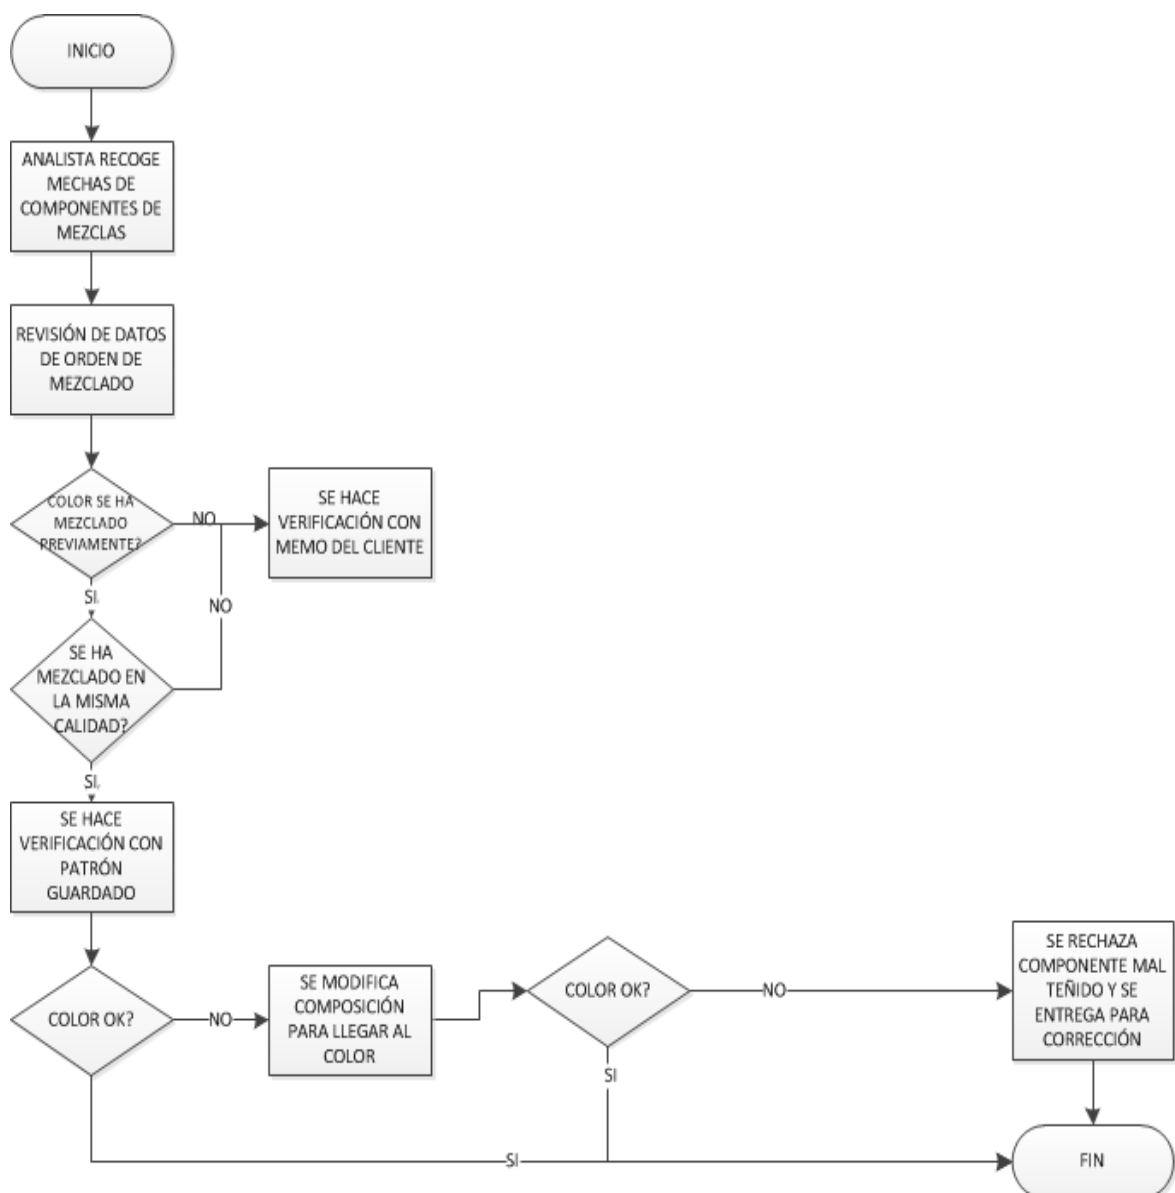 INICIO
ANALISTA RECOGE
MECHAS DE
COMPONENTES DE
MEZCLAS
REVISIÓN DE DATOS
DE ORDEN DE
MEZCLADO
COLOR SE HA
MEZCLADO
PREVIAMENTE?
NO
SE HACE
VERIFICACIÓN CON
MEMO DEL CLIENTE
SI
NO
SE HA
MEZCLADO EN
LA MISMA
CALIDAD?
SI
SE HACE
VERIFICACIÓN CON
PATRÓN
GUARDADO
COLOR OK?
NO
SE MODIFICA
COMPOSICIÓN
PARA LLEGAR AL
COLOR
COLOR OK?
NO
SE RECHAZA
COMPONENTE MAL
TEÑIDO Y SE
ENTREGA PARA
CORRECCIÓN
SI
SI
FIN